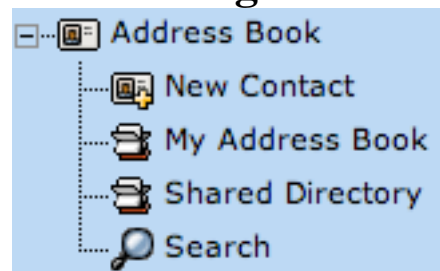 Address Book
New Contact
My Address Book
Shared Directory
Search